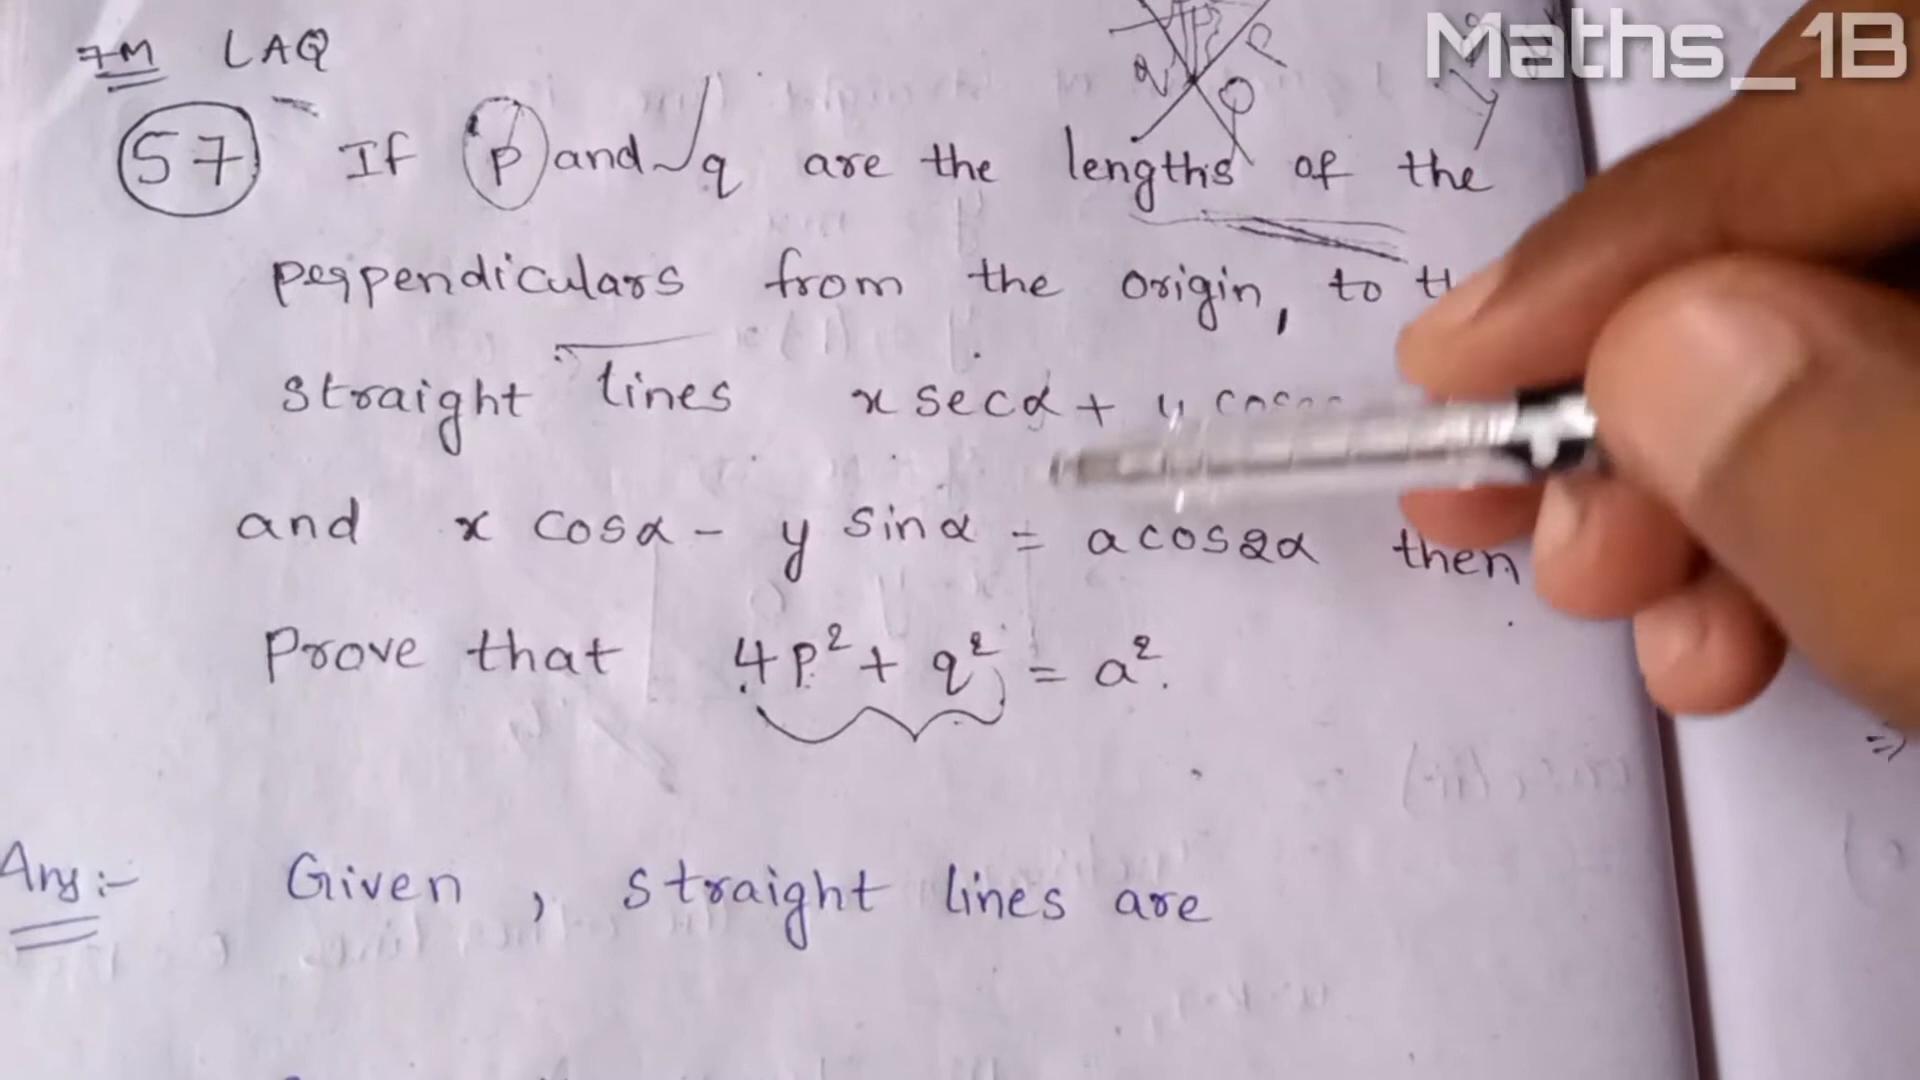 Maths_1B
7M LAQ
57 If p and q are the lengths of the
perpendiculars from the origin, to
straight lines x secα + y
and x cosα - y sinα = a cos2α then
Prove that 4p² + q² = a².
Ans:- Given, straight lines are